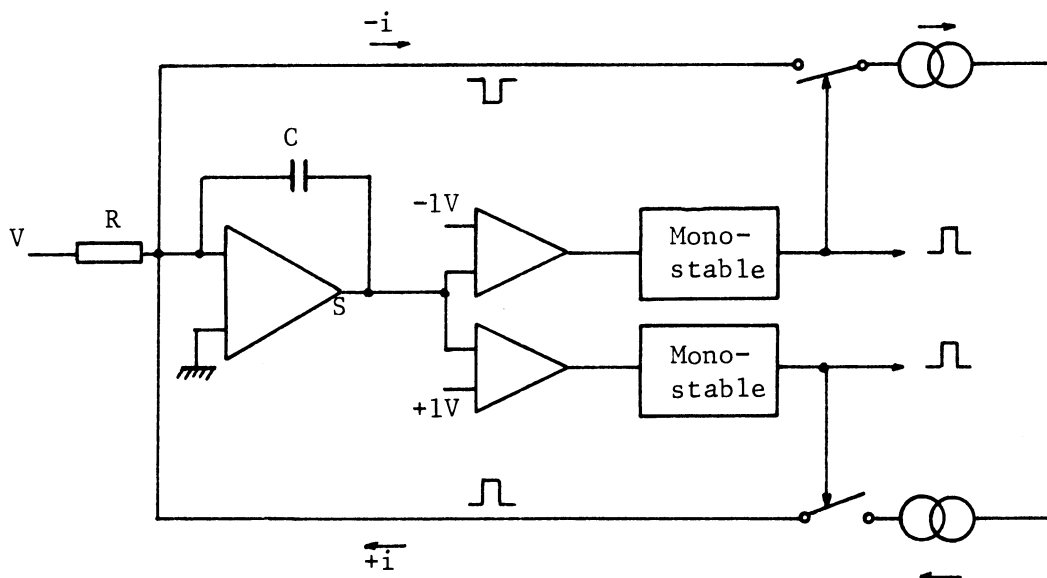 -i
C
-1V
R
V
Mono-
stable
S
Mono-
stable
+1V
+i